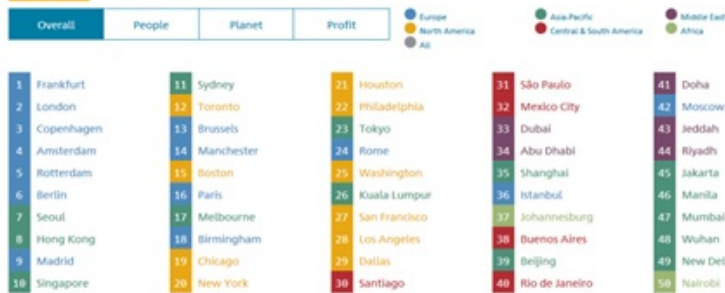 Overall People Planet Profit
Europe
North America
All
Asia-Pacific
Central & South America
Middle East
Africa
1 Frankfurt
2 London
3 Copenhagen
4 Amsterdam
5 Rotterdam
6 Berlin
7 Seoul
8 Hong Kong
9 Madrid
10 Singapore
11 Sydney
12 Toronto
13 Brussels
14 Manchester
15 Boston
16 Paris
17 Melbourne
18 Birmingham
19 Chicago
20 New York
21 Houston
22 Philadelphia
23 Tokyo
24 Rome
25 Washington
26 Kuala Lumpur
27 San Francisco
28 Los Angeles
29 Dallas
30 Santiago
31 São Paulo
32 Mexico City
33 Dubai
34 Abu Dhabi
35 Shanghai
36 Istanbul
37 Johannesburg
38 Buenos Aires
39 Beijing
40 Rio de Janeiro
41 Doha
42 Moscow
43 Jeddah
44 Riyadh
45 Jakarta
46 Manila
47 Mumbai
48 Wuhan
49 New Del
50 Nairobi